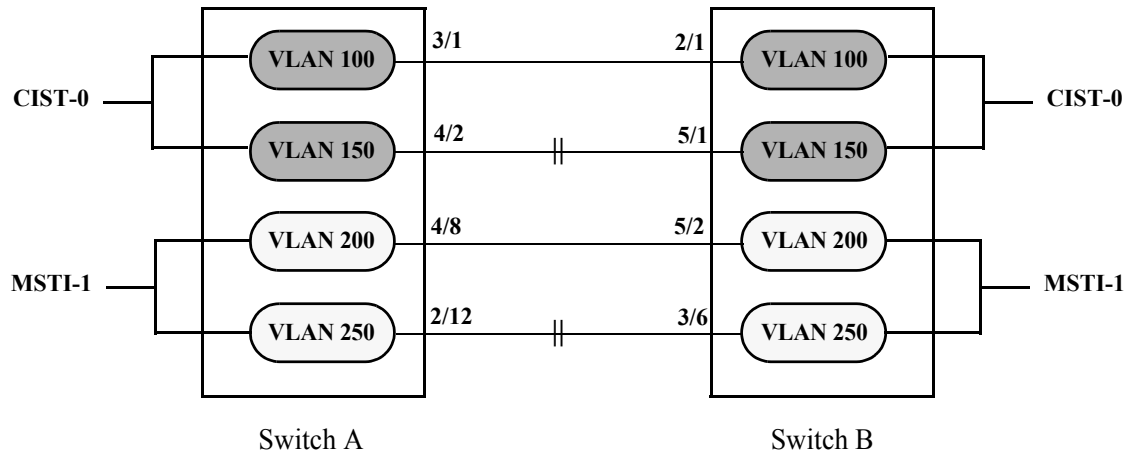 3/1 2/1
VLAN 100 VLAN 100
CIST-0 CIST-0
4/2 5/1
VLAN 150 VLAN 150
4/8 5/2
VLAN 200 VLAN 200
MSTI-1 MSTI-1
2/12 3/6
VLAN 250 VLAN 250
Switch A Switch B